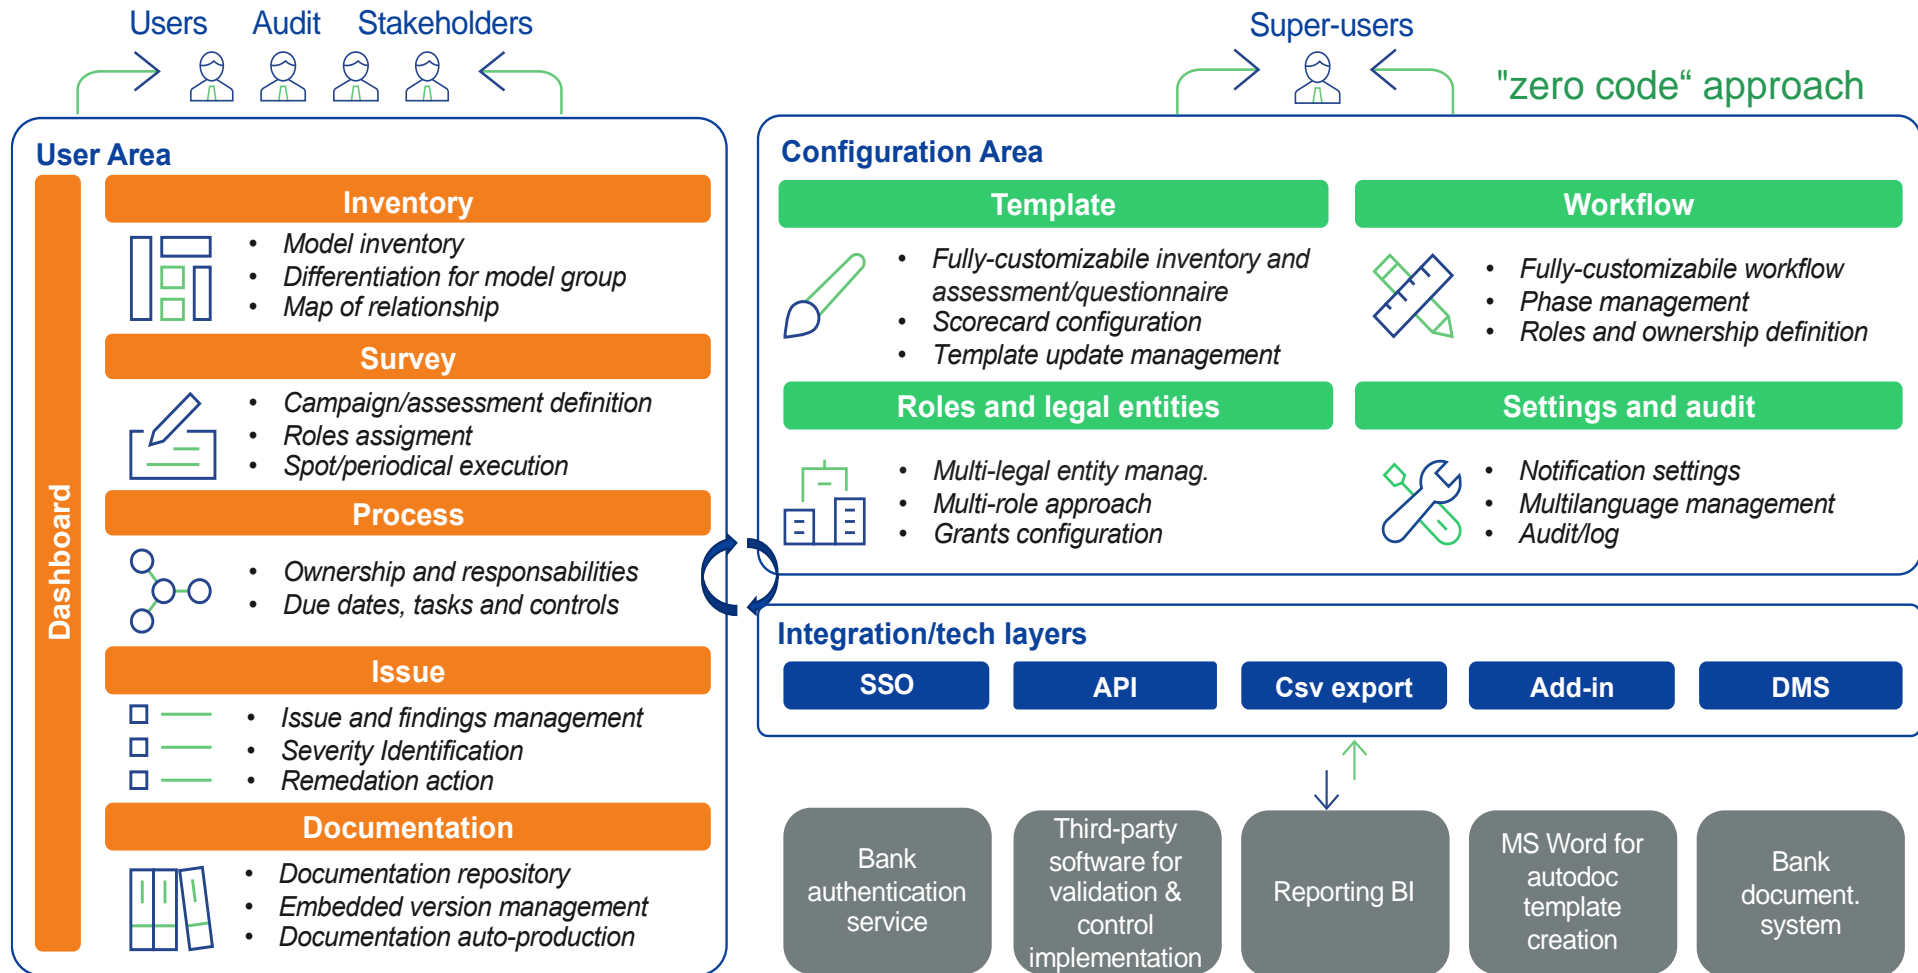 Users Audit Stakeholders
Super-users
"zero code“ approach
User Area
Dashboard
Inventory
• Model inventory
• Differentiation for model group
• Map of relationship
Survey
• Campaign/assessment definition
• Roles assigment
• Spot/periodical execution
Process
• Ownership and responsabilities
• Due dates, tasks and controls
Issue
• Issue and findings management
• Severity Identification
• Remedation action
Documentation
• Documentation repository
• Embedded version management
• Documentation auto-production
Configuration Area
Template
• Fully-customizabile inventory and
assessment/questionnaire
• Scorecard configuration
• Template update management
Workflow
• Fully-customizabile workflow
• Phase management
• Roles and ownership definition
Roles and legal entities
• Multi-legal entity manag.
• Multi-role approach
• Grants configuration
Settings and audit
• Notification settings
• Multilanguage management
• Audit/log
Integration/tech layers
SSO
API
Csv export
Add-in
DMS
Bank
authentication
service
Third-party
software for
validation &
control
implementation
Reporting BI
MS Word for
autodoc
template
creation
Bank
document.
system